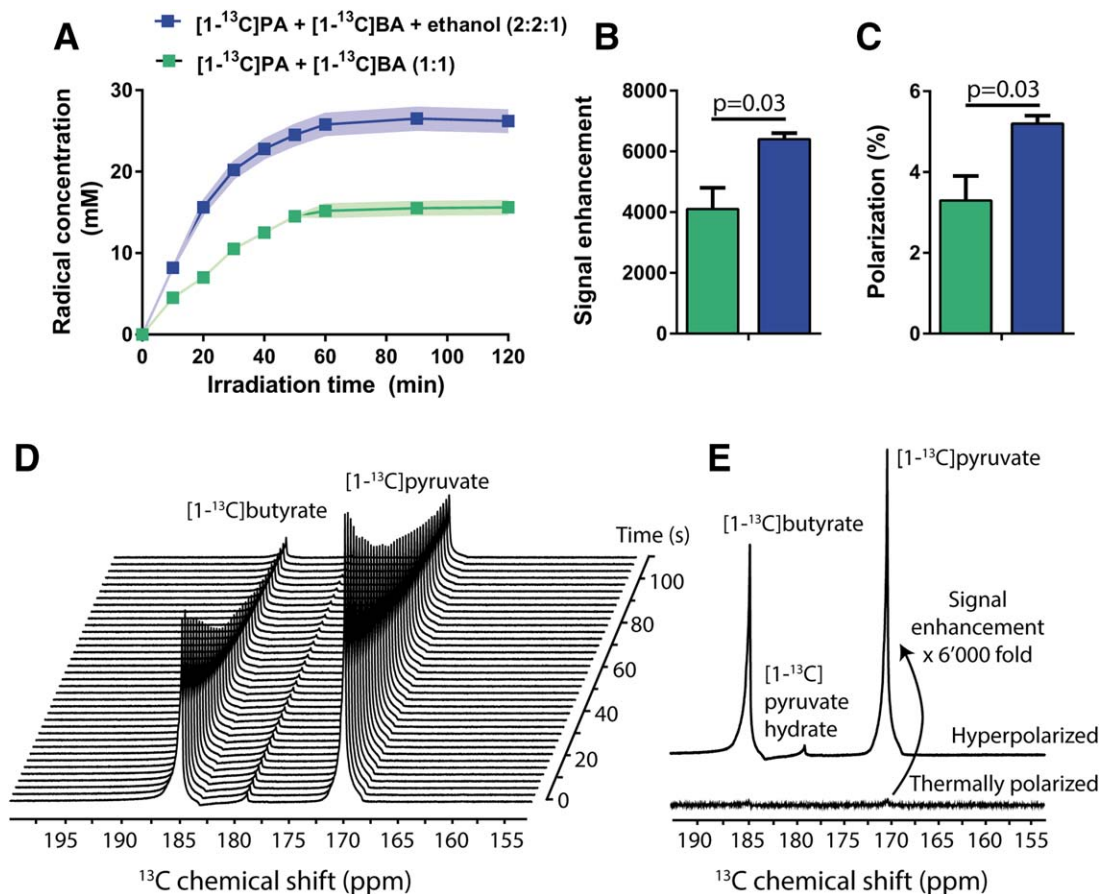 A
[1-¹³C]PA + [1-¹³C]BA + ethanol (2:2:1)
[1-¹³C]PA + [1-¹³C]BA (1:1)
Radical concentration
(mM)
30
20
10
0
0 20 40 60 80 100 120
Irradiation time (min)
B
Signal enhancement
8000
6000
4000
2000
0
p=0.03
C
Polarization (%)
6
4
2
0
p=0.03
D
[1-¹³C]butyrate
[1-¹³C]pyruvate
Time (s)
100
80
60
40
20
0
195 190 185 180 175 170 165 160 155
¹³C chemical shift (ppm)
E
[1-¹³C]pyruvate
[1-¹³C]butyrate
[1-¹³C]
pyruvate
hydrate
Signal
enhancement
x 6'000 fold
Hyperpolarized
Thermally polarized
190 185 180 175 170 165 160 155
¹³C chemical shift (ppm)